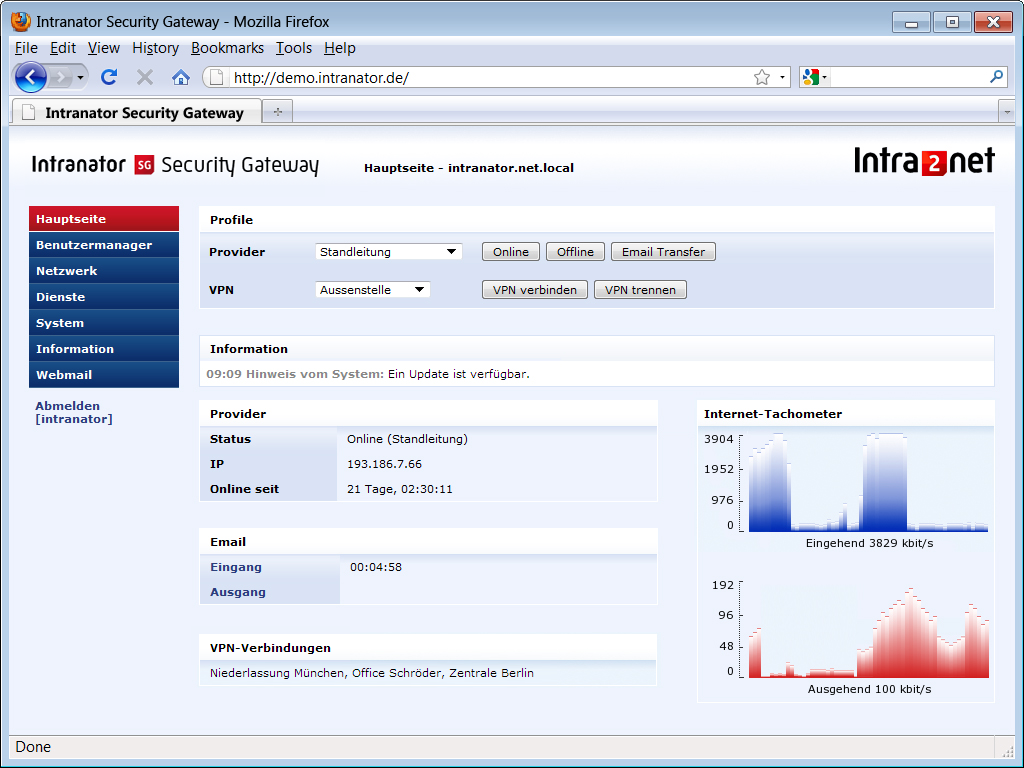 Intranator Security Gateway - Mozilla Firefox
File Edit View History Bookmarks Tools Help
http://demo.intranator.de/
Intranator Security Gateway
Intranator SG Security Gateway
Hauptseite - intranator.net.local
Intra2net
Hauptseite
Benutzermanager
Netzwerk
Dienste
System
Information
Webmail
Abmelden
[intranator]
Profile
Provider Standleitung Online Offline Email Transfer
VPN Aussenstelle VPN verbinden VPN trennen
Information
09:09 Hinweis vom System: Ein Update ist verfügbar.
Provider
Status Online (Standleitung)
IP 193.186.7.66
Online seit 21 Tage, 02:30:11
Email
Eingang 00:04:58
Ausgang
VPN-Verbindungen
Niederlassung München, Office Schröder, Zentrale Berlin
Internet-Tachometer
3904
1952
976
0
Eingehend 3829 kbit/s
192
96
48
0
Ausgehend 100 kbit/s
Done